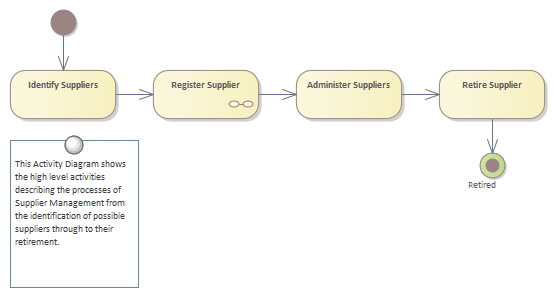 Identify Suppliers
Register Supplier
Administer Suppliers
Retire Supplier
This Activity Diagram shows
the high level activities
describing the processes of
Supplier Management from
the identification of possible
suppliers through to their
retirement.
Retired